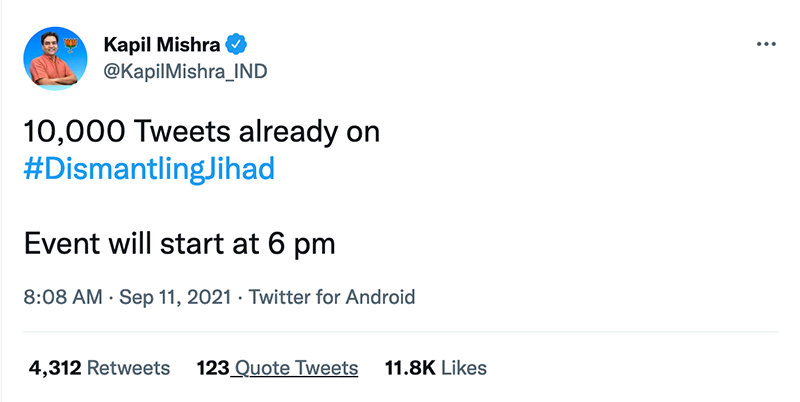 Kapil Mishra
@KapilMishra_IND
10,000 Tweets already on
#DismantlingJihad
Event will start at 6 pm
8:08 AM · Sep 11, 2021 · Twitter for Android
4,312 Retweets 123 Quote Tweets 11.8K Likes